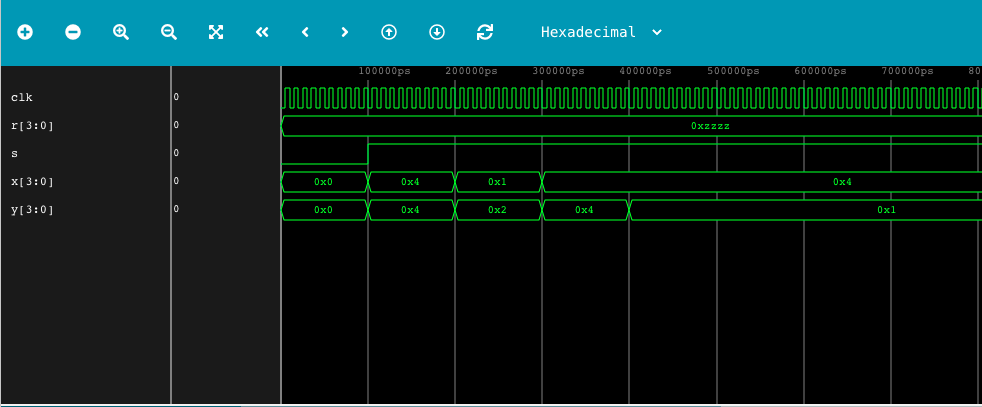 Hexadecimal
100000ps 200000ps 300000ps 400000ps 500000ps 600000ps 700000ps 80
clk 0
r[3:0] 0 0xzzzz
s 0
x[3:0] 0 0x0 0x4 0x1 0x4
y[3:0] 0 0x0 0x4 0x2 0x4 0x1